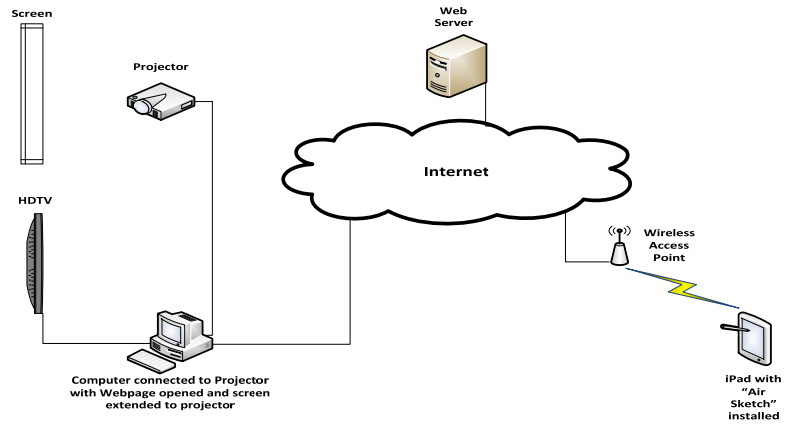 Screen
Web
Server
Projector
Internet
HDTV
Wireless
Access
Point
Computer connected to Projector
with Webpage opened and screen
extended to projector
iPad with
“Air
Sketch”
installed